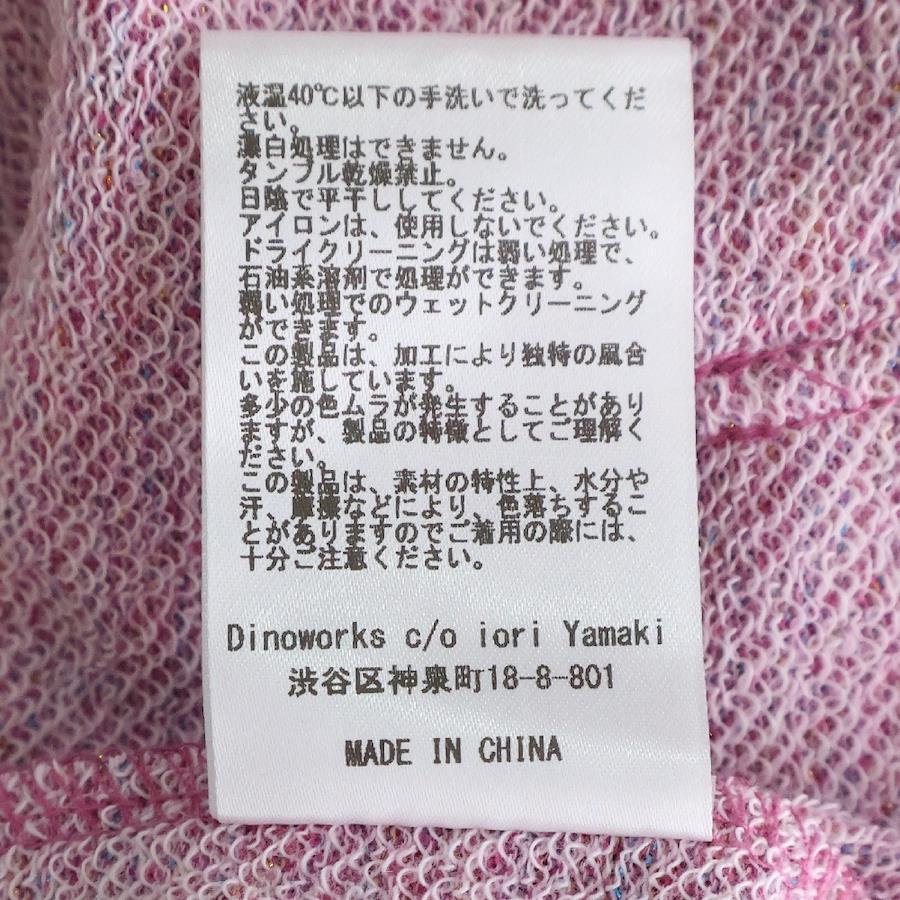 液温40℃以下の手洗いで洗ってくだ
さい。
漂白処理はできません。
タンブル乾燥禁止。
日陰で平干ししてください。
アイロンは、使用しないでください。
ドライクリーニングは弱い処理で、
石油系溶剤で処理ができます。
弱い処理でのウェットクリーニング
ができます。
この製品は、加工により独特の風合
いを施しています。
多少の色ムラが発生することがあり
ますが、製品の特徴としてご理解く
ださい。
この製品は、素材の特性上、水分や
汗、摩擦などにより、色落ちするこ
とがありますのでご着用の際には、
十分ご注意ください。
Dinoworks c/o iori Yamaki
渋谷区神泉町18-8-801
MADE IN CHINA